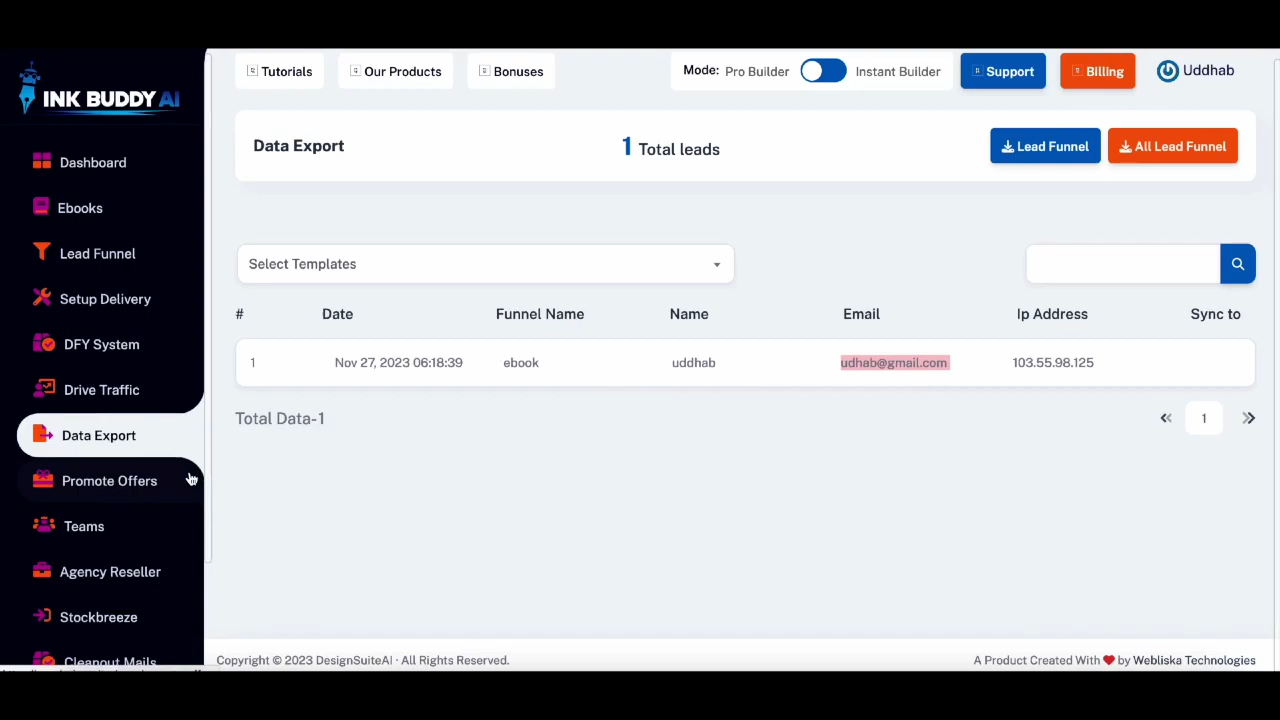 INK BUDDY AI
Tutorials
Our Products
Bonuses
Mode: Pro Builder
Instant Builder
Support
Billing
Uddhab
Data Export
1 Total leads
Lead Funnel
All Lead Funnel
Dashboard
Ebooks
Lead Funnel
Setup Delivery
DFY System
Drive Traffic
Data Export
Promote Offers
Teams
Agency Reseller
Stockbreeze
Cleanout Mails
Select Templates
# Date Funnel Name Name Email Ip Address Sync to
1 Nov 27, 2023 06:18:39 ebook uddhab udhab@gmail.com 103.55.98.125
Total Data-1
« 1 »
Copyright © 2023 DesignSuiteAI · All Rights Reserved.
A Product Created With ❤ by Webliska Technologies